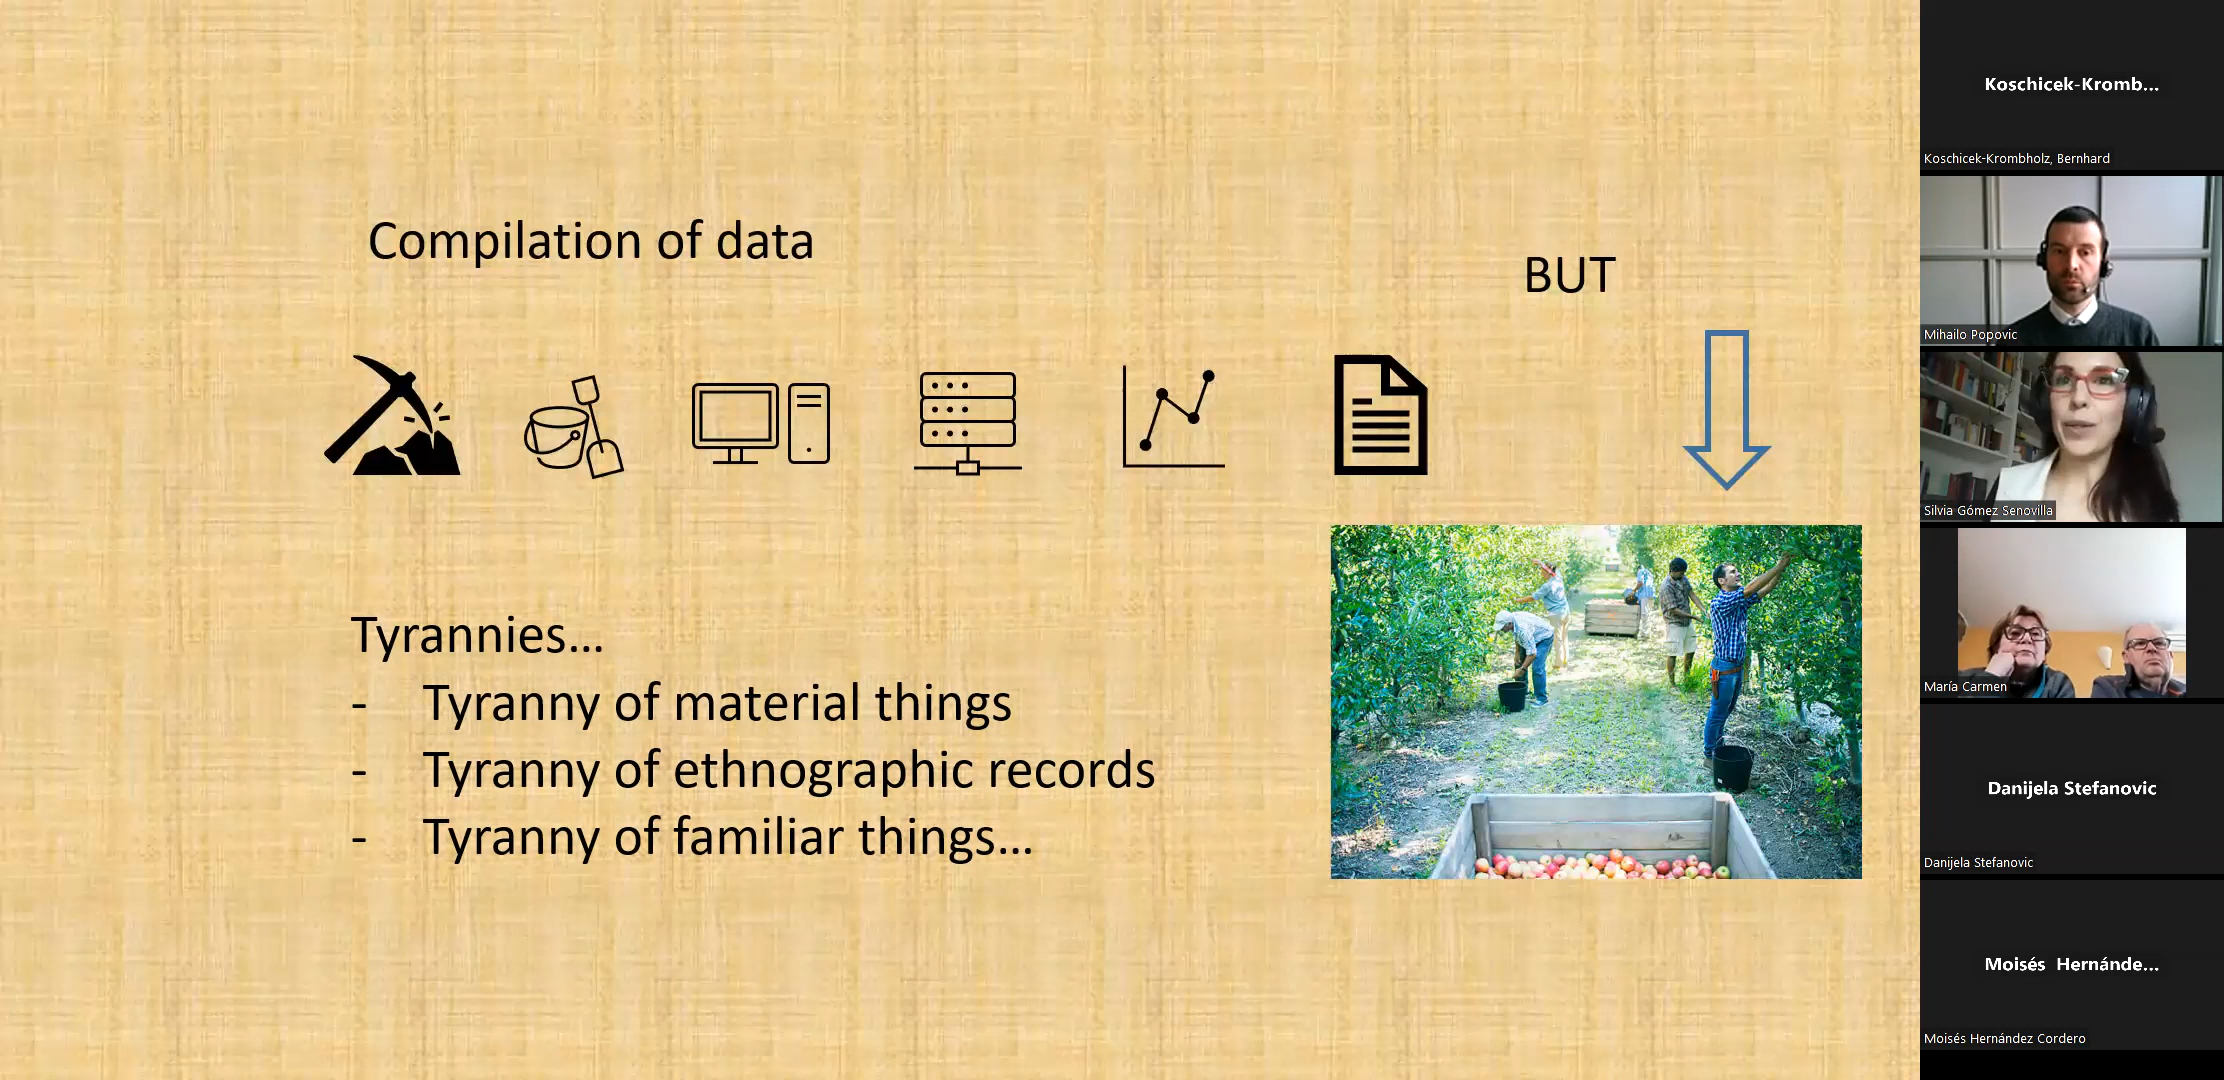 Compilation of data
BUT
Tyrannies...
- Tyranny of material things
- Tyranny of ethnographic records
- Tyranny of familiar things...
Koschicek-Kromb...
Koschicek-Krombholz, Bernhard
Mihailo Popovic
Silvia Gómez Senovilla
María Carmen
Danijela Stefanovic
Danijela Stefanovic
Moisés Hernánde...
Moisés Hernández Cordero